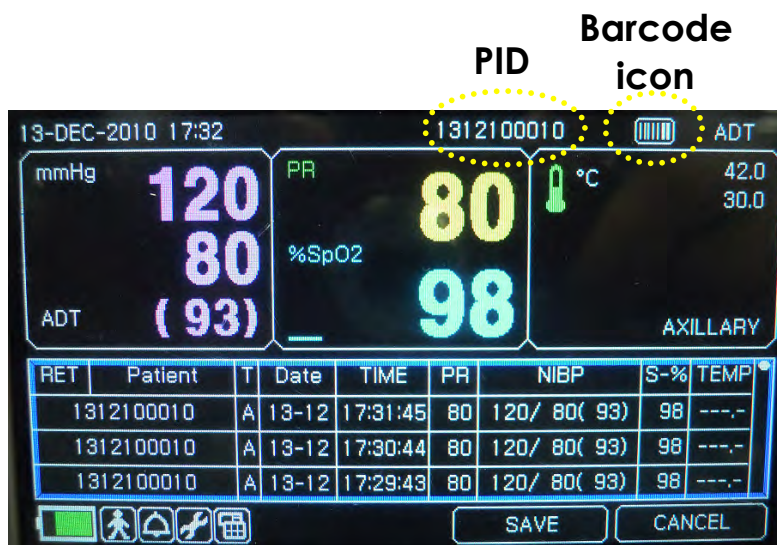 PID
Barcode
icon
13-DEC-2010 17:32 1312100010 ADT
mmHg 120 80 (93) ADT
PR 80 %SpO2 98
°C 42.0 30.0 AXILLARY
RET Patient T Date TIME PR NIBP S-% TEMP
1312100010 A 13-12 17:31:45 80 120/ 80( 93) 98 ---.-
1312100010 A 13-12 17:30:44 80 120/ 80( 93) 98 ---.-
1312100010 A 13-12 17:29:43 80 120/ 80( 93) 98 ---.-
SAVE CANCEL